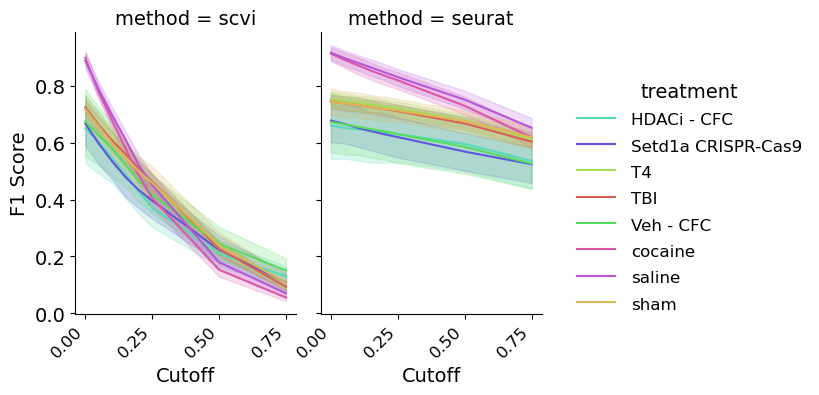 method = scvi
method = seurat
F1 Score
0.8
0.6
0.4
0.2
0.0
0.00
0.25
0.50
0.75
Cutoff
0.00
0.25
0.50
0.75
Cutoff
treatment
HDACi - CFC
Setd1a CRISPR-Cas9
T4
TBI
Veh - CFC
cocaine
saline
sham